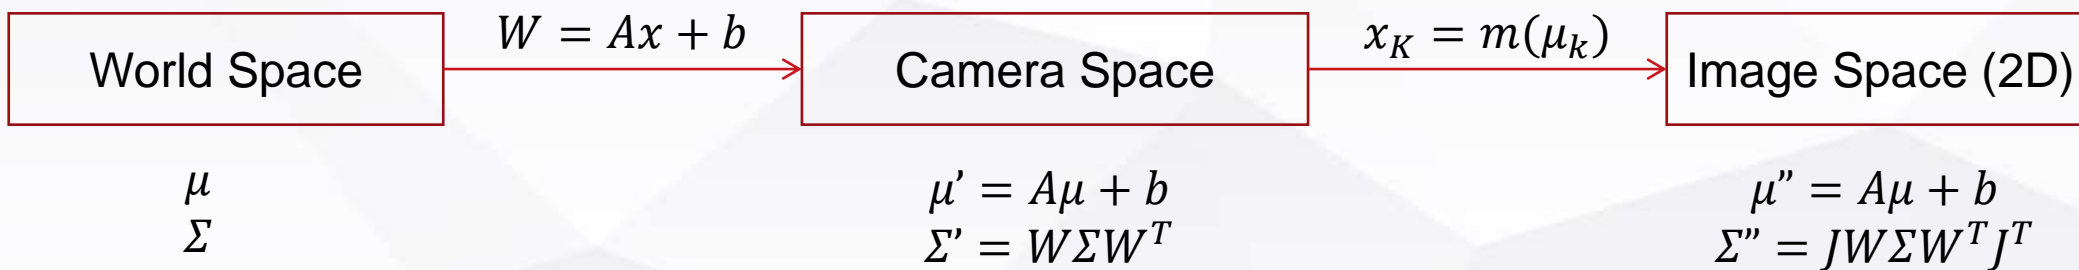 World Space
W = Ax + b
Camera Space
x_K = m(μ_k)
Image Space (2D)
μ
Σ
μ’ = Aμ + b
Σ’ = WΣW^T
μ” = Aμ + b
Σ” = JWΣW^T J^T